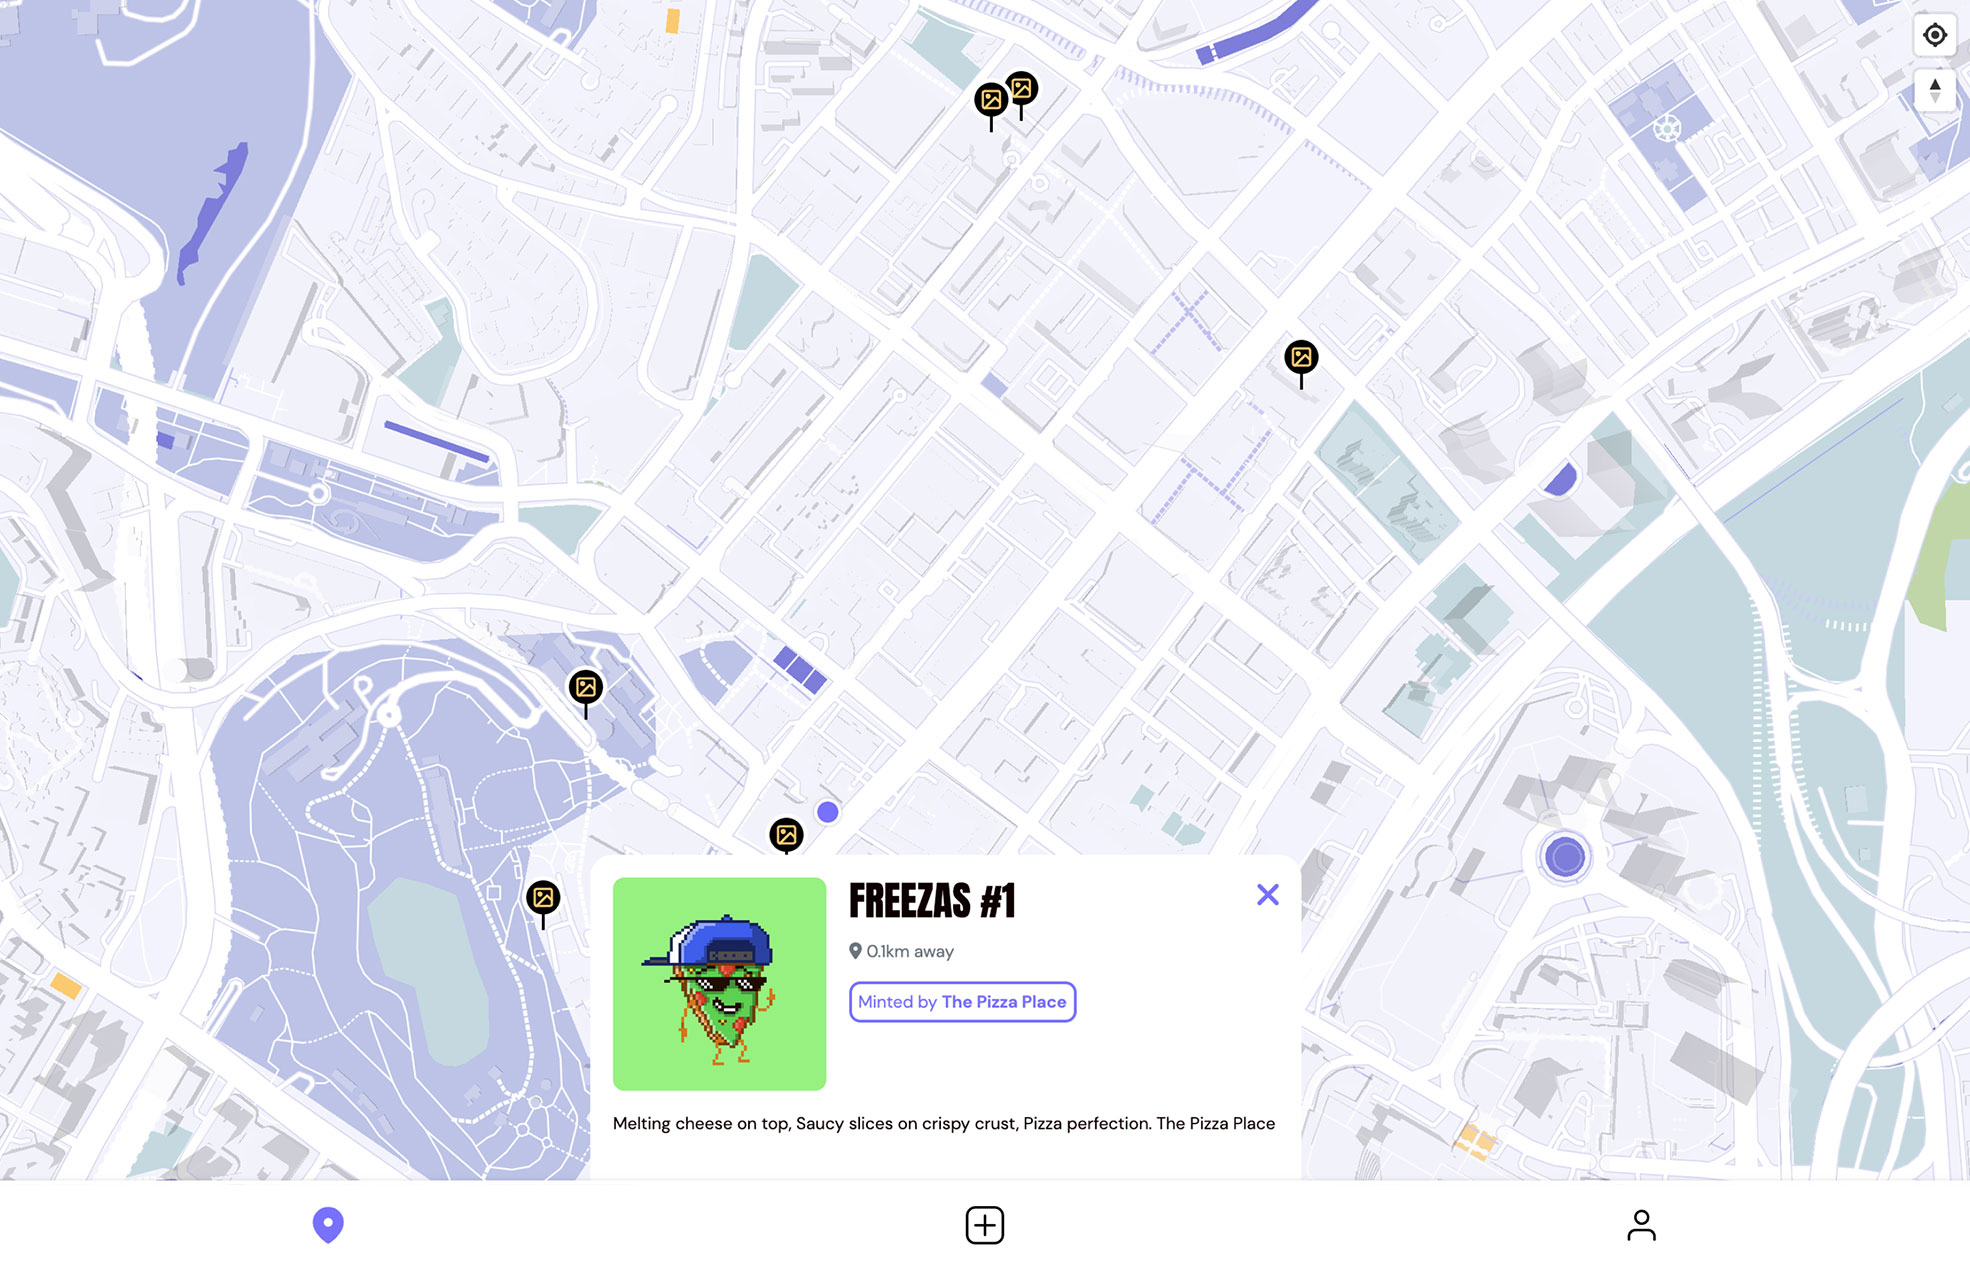 FREEZAS #1
0.1km away
Minted by The Pizza Place
Melting cheese on top, Saucy slices on crispy crust, Pizza perfection. The Pizza Place